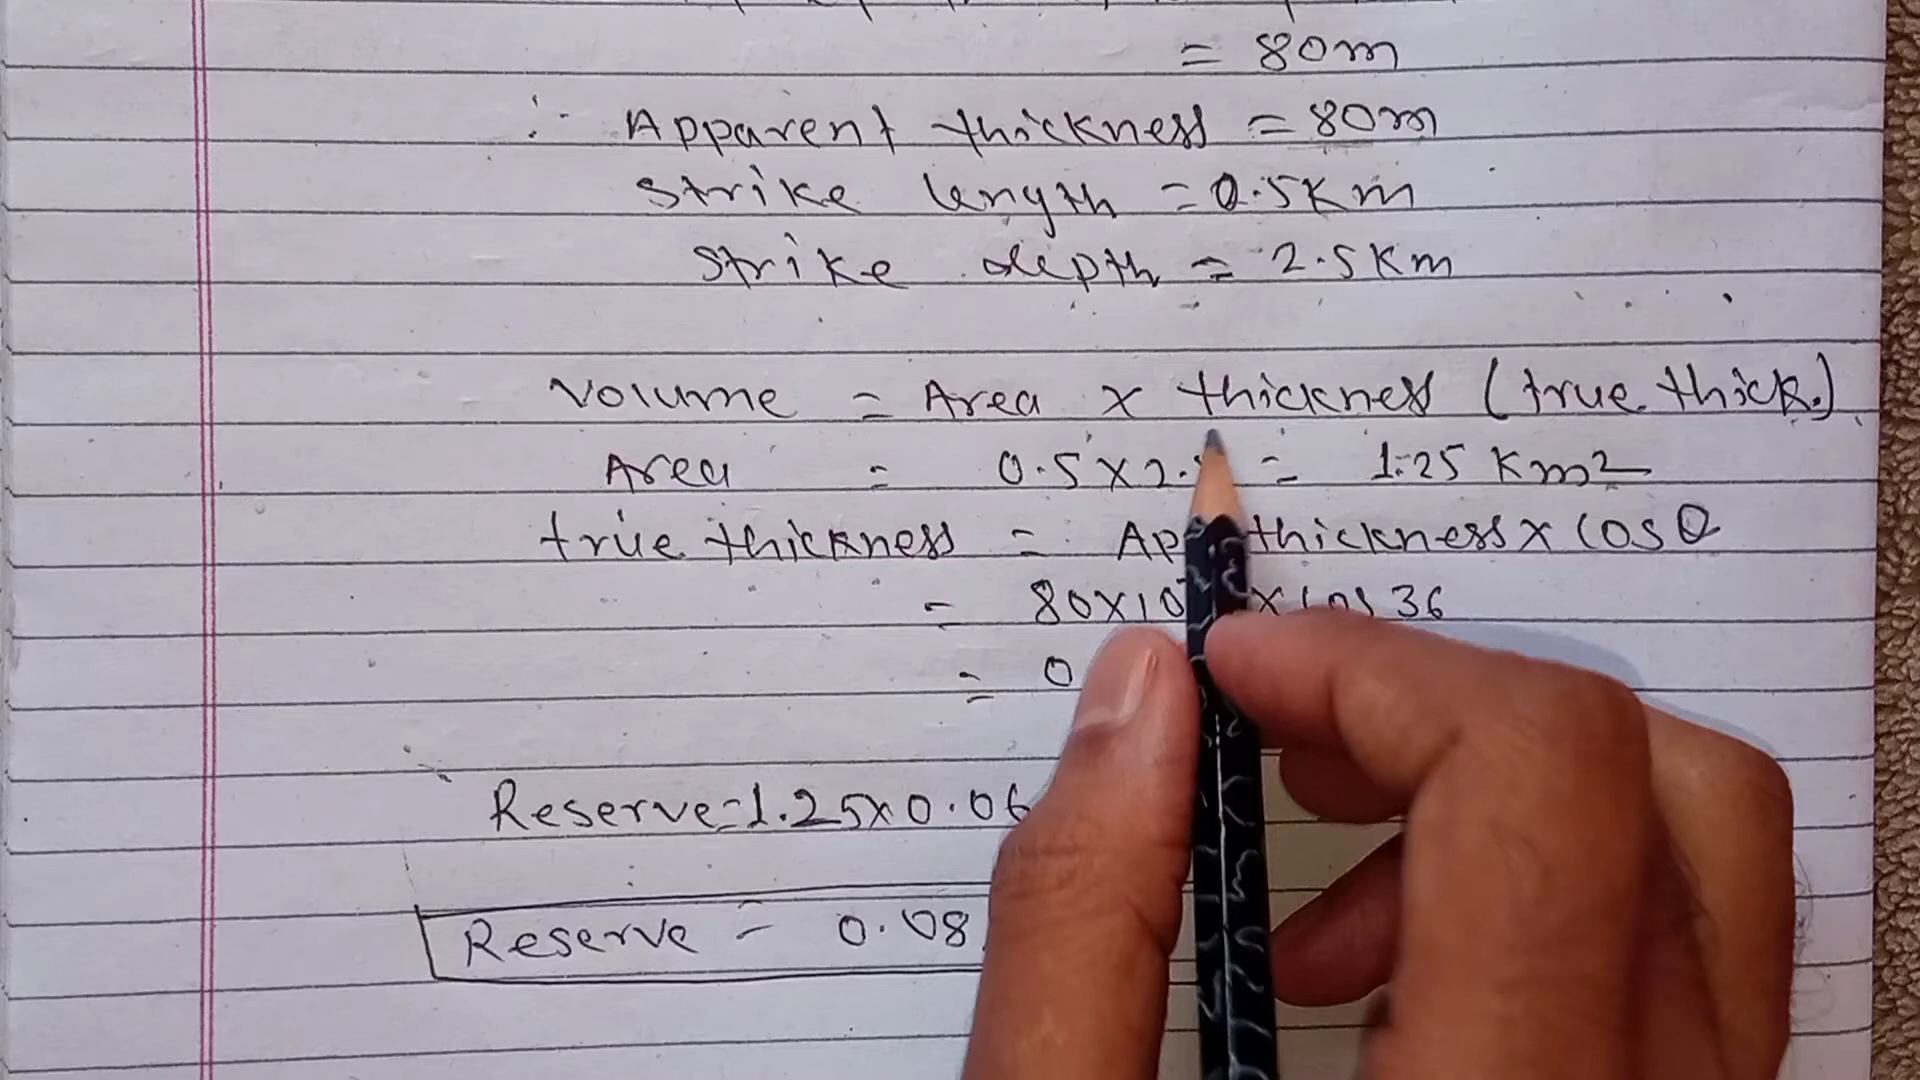 = 80m
∴ Apparent thickness = 80m
Strike length = 0.5Km
Strike depth = 2.5Km
Volume = Area x thickness (true thick.)
Area = 0.5 x 2. = 1.25 Km2
true thickness = Ap thickness x Cos θ
= 80x10 x Cos 36
= 0
Reserve = 1.25x0.06
Reserve = 0.08